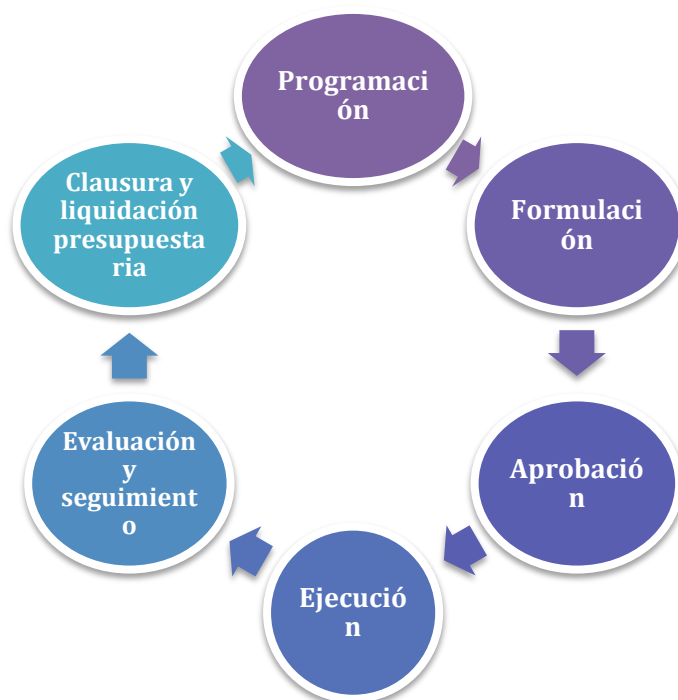 Programaci
ón
Formulaci
ón
Aprobació
n
Ejecució
n
Evaluación
y
seguimient
o
Clausura y
liquidación
presupuesta
ria